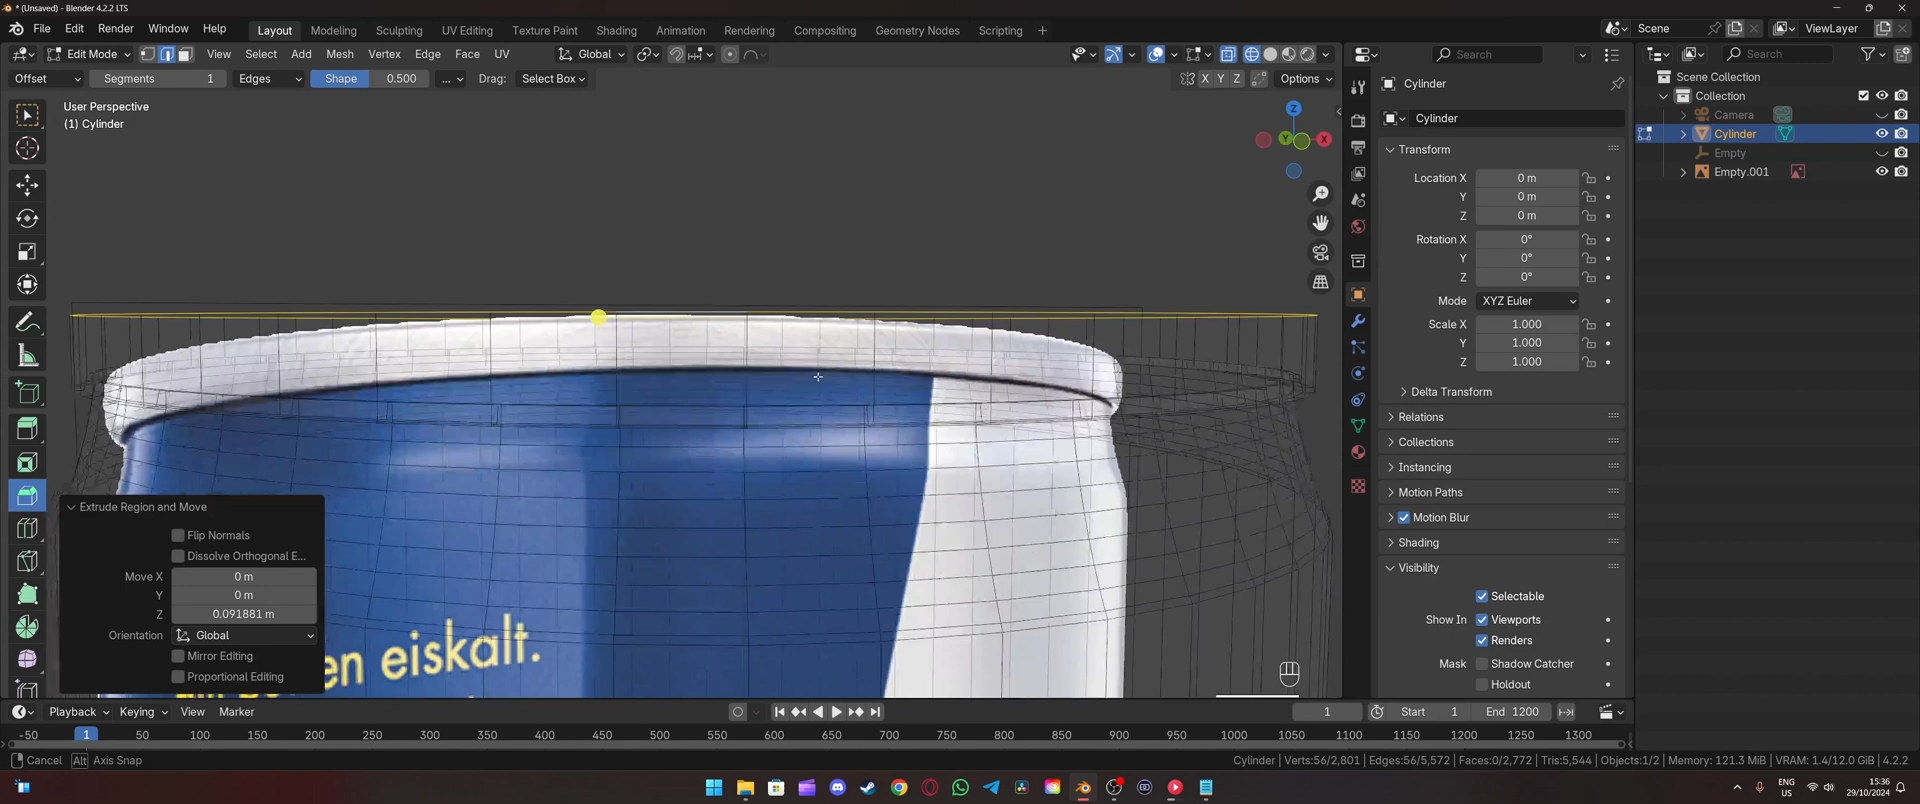 * (Unsaved) - Blender 4.2.2 LTS
File Edit Render Window Help Layout Modeling Sculpting UV Editing Texture Paint Shading Animation Rendering Compositing Geometry Nodes Scripting + Scene ViewLayer
Edit Mode View Select Add Mesh Vertex Edge Face UV Global Search Search
Offset Segments 1 Edges Shape 0.500 ... Drag: Select Box X Y Z Options
User Perspective
(1) Cylinder
Z
Y
X
eiskalt.
Extrude Region and Move
Flip Normals
Dissolve Orthogonal E...
Move X 0 m
Y 0 m
Z 0.091881 m
Orientation Global
Mirror Editing
Proportional Editing
Cylinder
Cylinder
Transform
Location X 0 m
Y 0 m
Z 0 m
Rotation X 0°
Y 0°
Z 0°
Mode XYZ Euler
Scale X 1.000
Y 1.000
Z 1.000
Delta Transform
Relations
Collections
Instancing
Motion Paths
Motion Blur
Shading
Visibility
Selectable
Show In Viewports
Renders
Mask Shadow Catcher
Holdout
Scene Collection
Collection
Camera
Cylinder
Empty
Empty.001
Playback Keying View Marker 1 Start 1 End 1200
-50 1 50 100 150 200 250 300 350 400 450 500 550 600 650 700 750 800 850 900 950 1000 1050 1100 1150 1200 1250 1300
Cancel Alt Axis Snap Cylinder | Verts:56/2,801 | Edges:56/5,572 | Faces:0/2,772 | Tris:5,544 | Objects:1/2 | Memory: 121.3 MiB | VRAM: 1.4/12.0 GiB | 4.2.2
ENG
US
15:36
29/10/2024